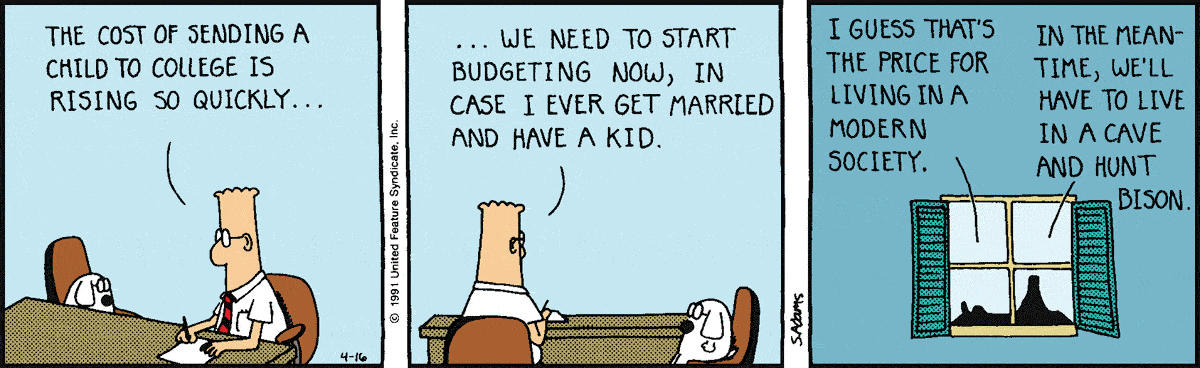 THE COST OF SENDING A
CHILD TO COLLEGE IS
RISING SO QUICKLY...
4-16
© 1991 United Feature Syndicate, Inc.
... WE NEED TO START
BUDGETING NOW, IN
CASE I EVER GET MARRIED
AND HAVE A KID.
S.Adams
I GUESS THAT'S
THE PRICE FOR
LIVING IN A
MODERN
SOCIETY.
IN THE MEAN-
TIME, WE'LL
HAVE TO LIVE
IN A CAVE
AND HUNT
BISON.